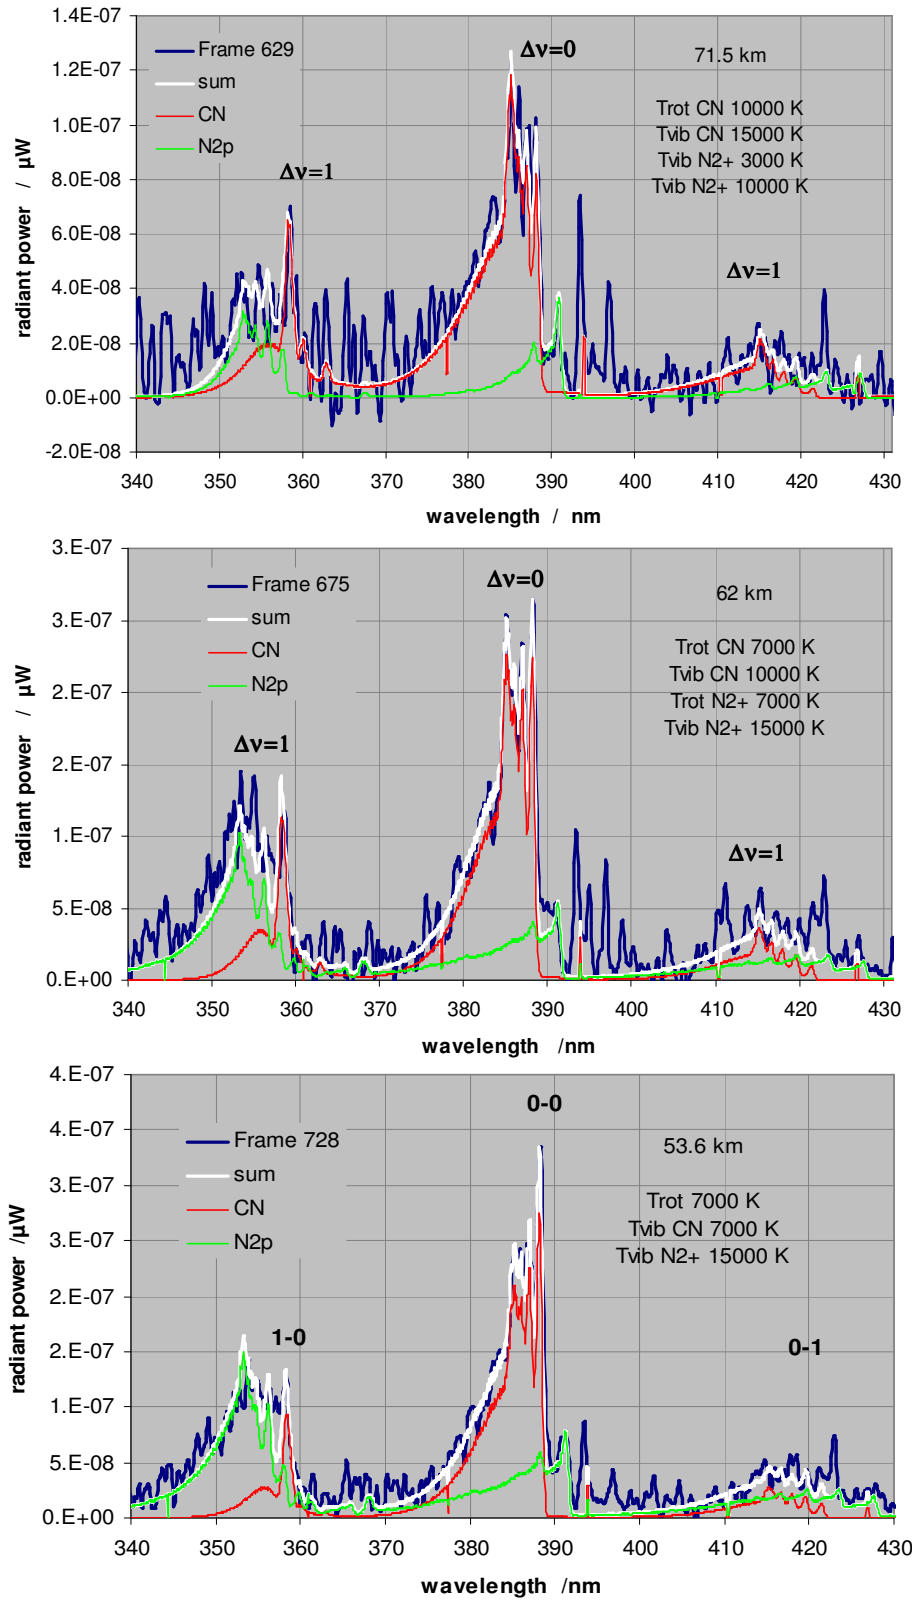 1.4E-07
1.2E-07
1.0E-07
8.0E-08
6.0E-08
4.0E-08
2.0E-08
0.0E+00
-2.0E-08
radiant power / µW
Frame 629
sum
CN
N2p
Δν=1
Δν=0
71.5 km
Trot CN 10000 K
Tvib CN 15000 K
Tvib N2+ 3000 K
Tvib N2+ 10000 K
Δν=1
340 350 360 370 380 390 400 410 420 430
wavelength / nm
3.E-07
3.E-07
2.E-07
2.E-07
1.E-07
5.E-08
0.E+00
radiant power / µW
Frame 675
sum
CN
N2p
Δν=1
Δν=0
62 km
Trot CN 7000 K
Tvib CN 10000 K
Trot N2+ 7000 K
Tvib N2+ 15000 K
Δν=1
340 350 360 370 380 390 400 410 420 430
wavelength /nm
4.E-07
4.E-07
3.E-07
3.E-07
2.E-07
2.E-07
1.E-07
5.E-08
0.E+00
radiant power /µW
Frame 728
sum
CN
N2p
1-0
0-0
53.6 km
Trot 7000 K
Tvib CN 7000 K
Tvib N2+ 15000 K
0-1
340 350 360 370 380 390 400 410 420 430
wavelength /nm